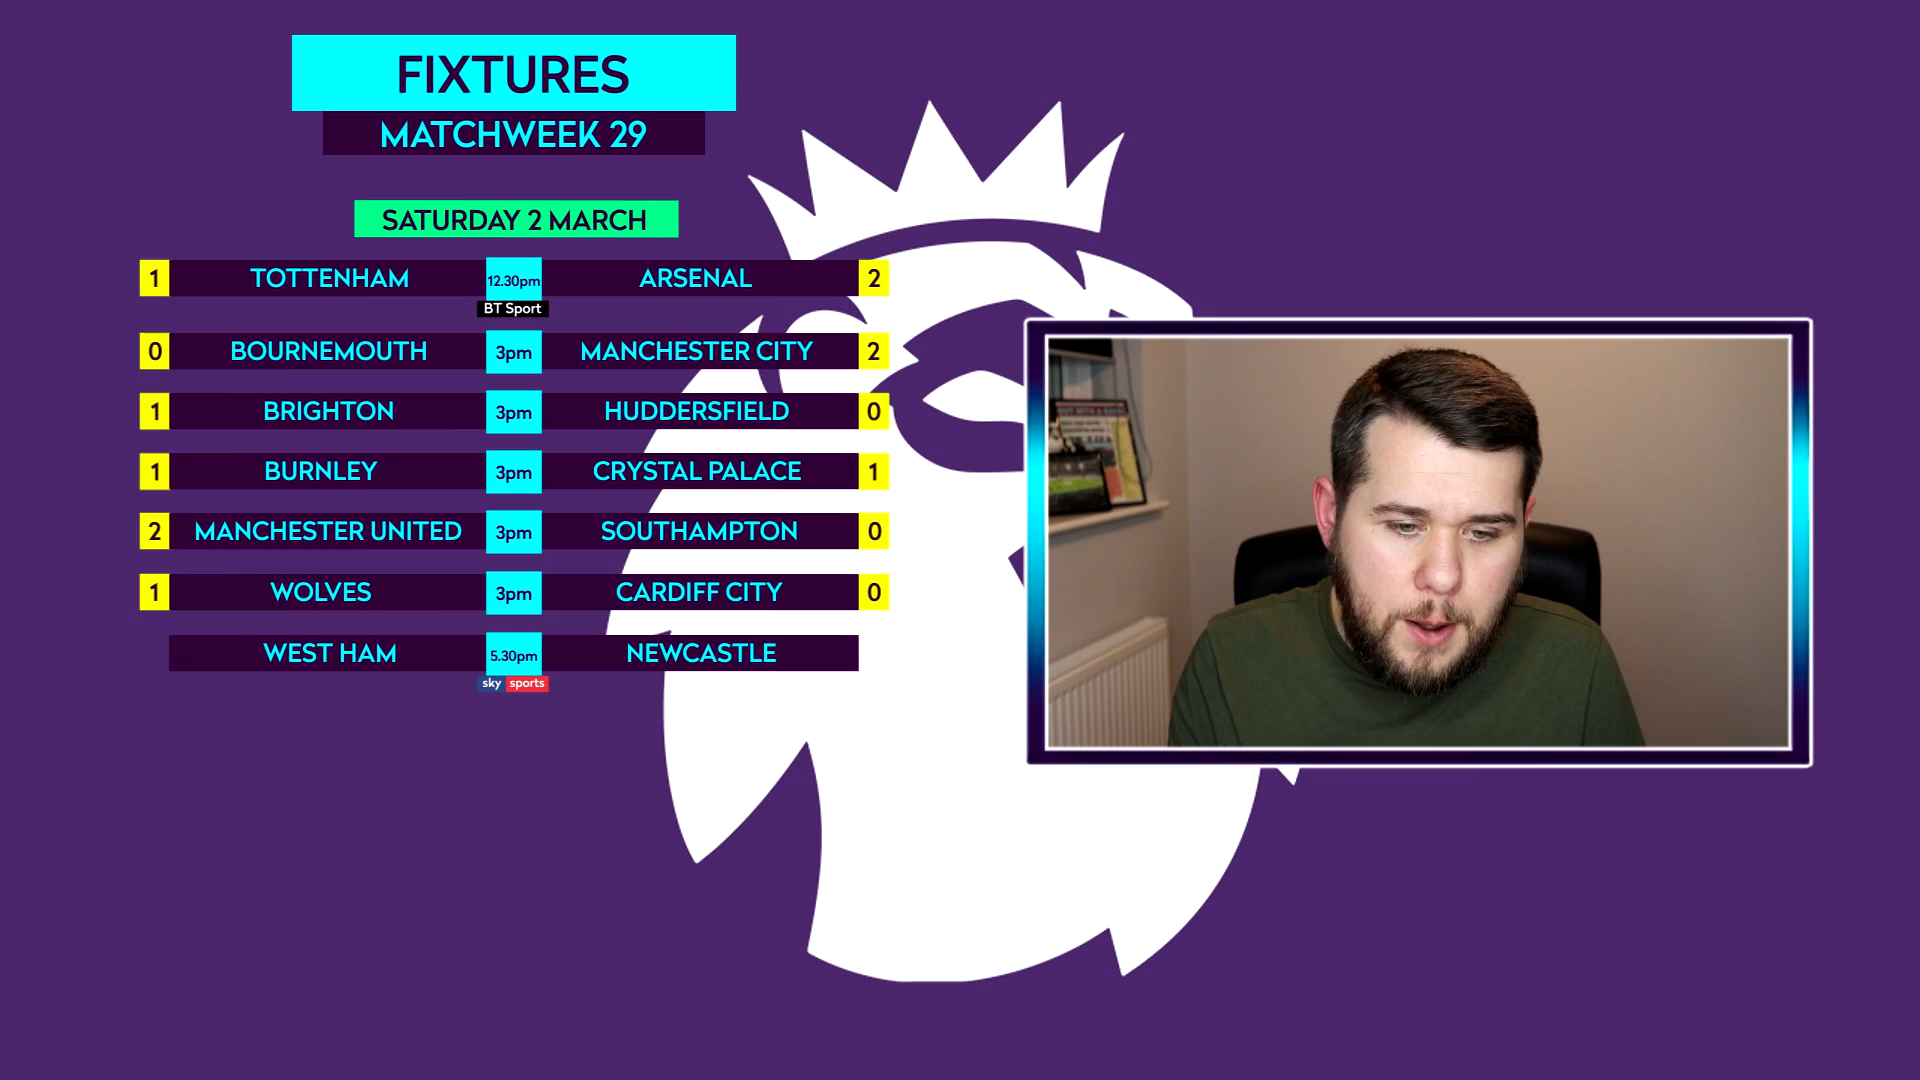 FIXTURES
MATCHWEEK 29
SATURDAY 2 MARCH
1 TOTTENHAM 12.30pm ARSENAL 2
BT Sport
0 BOURNEMOUTH 3pm MANCHESTER CITY 2
1 BRIGHTON 3pm HUDDERSFIELD 0
1 BURNLEY 3pm CRYSTAL PALACE 1
2 MANCHESTER UNITED 3pm SOUTHAMPTON 0
1 WOLVES 3pm CARDIFF CITY 0
WEST HAM 5.30pm NEWCASTLE
sky sports